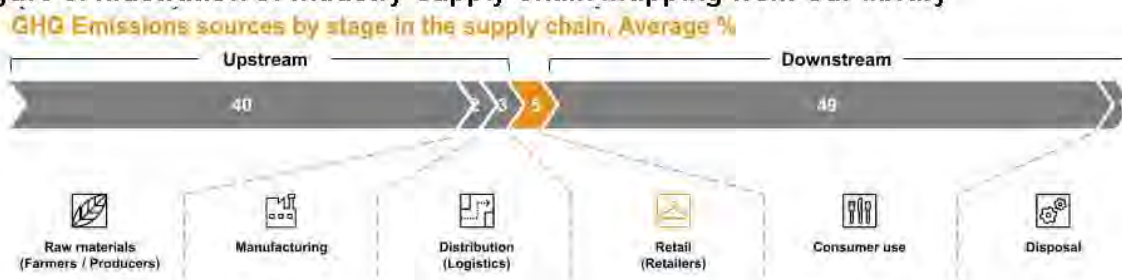 GHG Emissions sources by stage in the supply chain, Average %
Upstream
Downstream
40
2
3
5
49
Raw materials
(Farmers / Producers)
Manufacturing
Distribution
(Logistics)
Retail
(Retailers)
Consumer use
Disposal